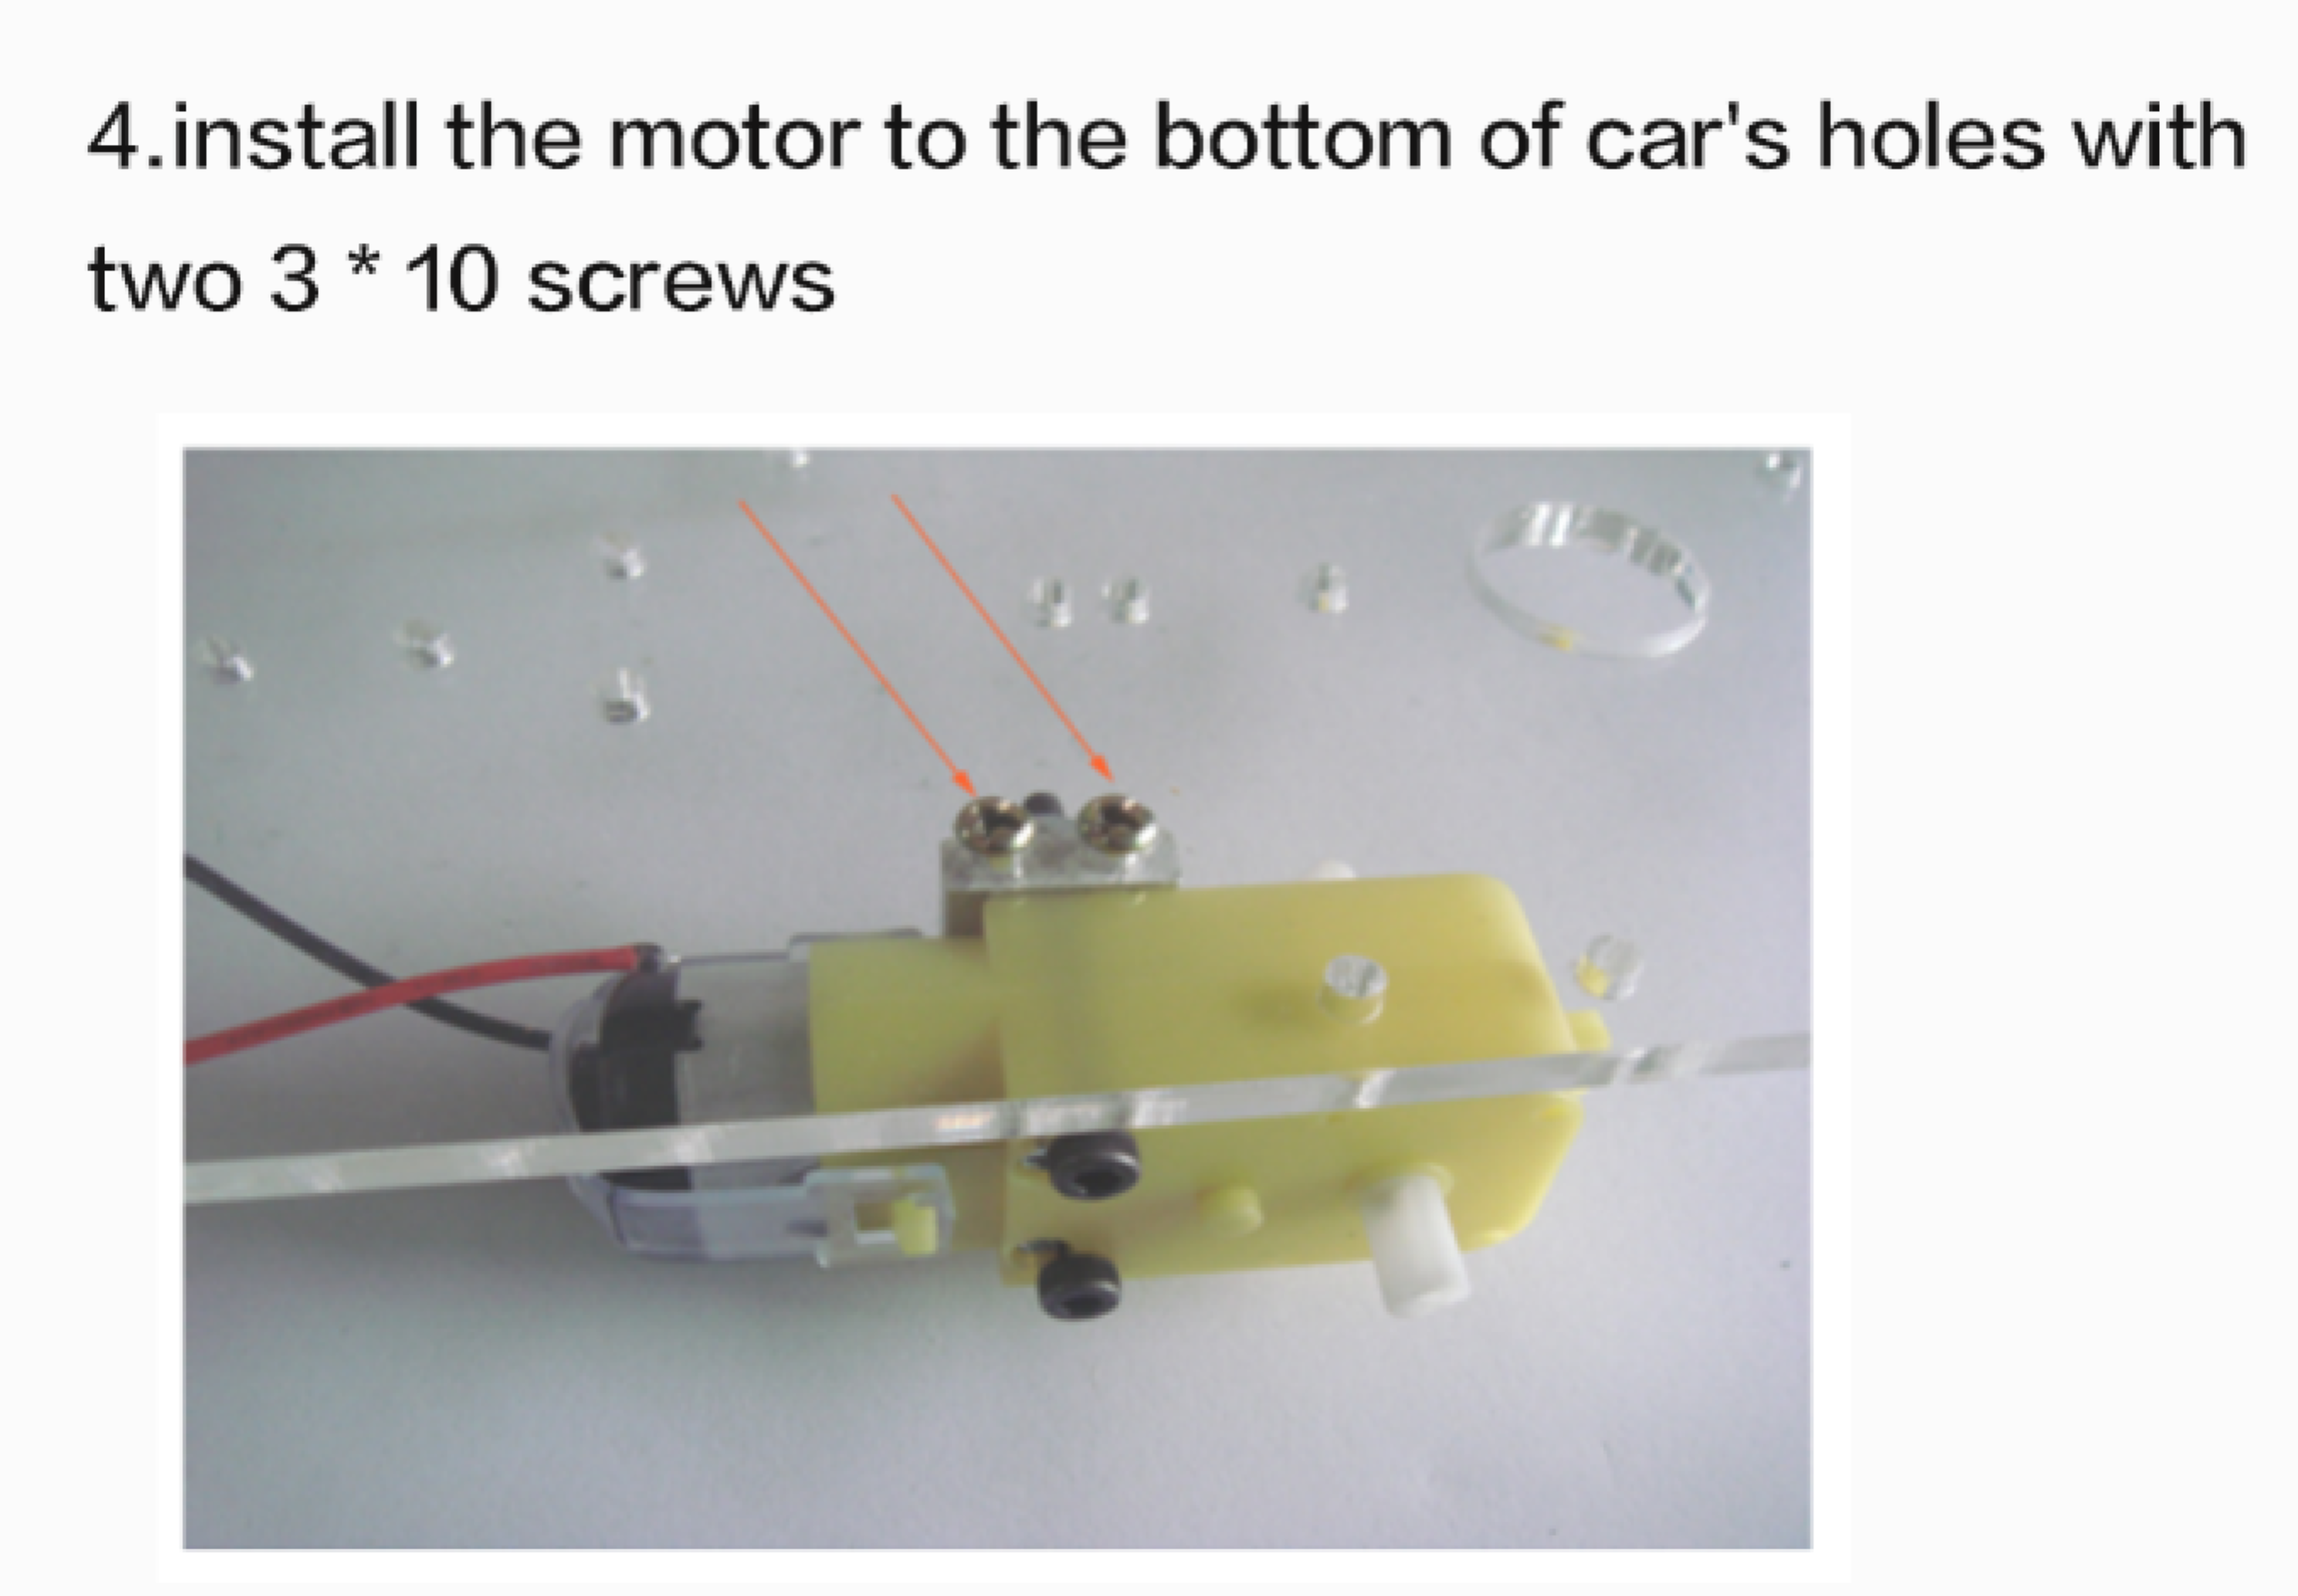 4.install the motor to the bottom of car's holes with
two 3 * 10 screws